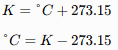 K = °C + 273.15
°C = K − 273.15